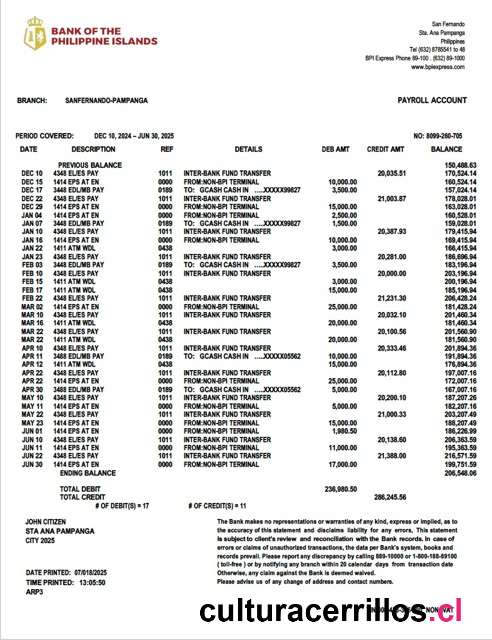 BANK OF THE
PHILIPPINE ISLANDS
San Fernando
Sta. Ana Pampanga
Philippines
Tel (632) 8785541 to 48
BPI Express Phone 89-100 . (632) 89-1000
www.bpiexpress.com
BRANCH: SANFERNANDO-PAMPANGA PAYROLL ACCOUNT
PERIOD COVERED: DEC 10, 2024 – JUN 30, 2025 NO: 8099-260-705
DATE DESCRIPTION REF DETAILS DEB AMT CREDIT AMT BALANCE
PREVIOUS BALANCE 150,488.63
DEC 10 4348 EL/ES PAY 1011 INTER-BANK FUND TRANSFER 20,035.51 170,524.14
DEC 15 1414 EPS AT EN 0000 FROM:NON-BPI TERMINAL 10,000.00 160,524.14
DEC 17 3448 EDL/MB PAY 0189 TO: GCASH CASH IN .....XXXXX99827 3,500.00 157,024.14
DEC 22 4348 EL/ES PAY 1011 INTER-BANK FUND TRANSFER 21,003.87 178,028.01
DEC 29 1414 EPS AT EN 0000 FROM:NON-BPI TERMINAL 15,000.00 163,028.01
JAN 04 1414 EPS AT EN 0000 FROM:NON-BPI TERMINAL 2,500.00 160,528.01
JAN 07 3448 EDL/MB PAY 0189 TO: GCASH CASH IN .....XXXXX99827 1,500.00 159,028.01
JAN 10 4348 EL/ES PAY 1011 INTER-BANK FUND TRANSFER 20,387.93 179,415.94
JAN 16 1414 EPS AT EN 0000 FROM:NON-BPI TERMINAL 10,000.00 169,415.94
JAN 22 1411 ATM WDL 0438 3,000.00 166,415.94
JAN 23 4348 EL/ES PAY 1011 INTER-BANK FUND TRANSFER 20,281.00 186,696.94
FEB 03 3468 EDL/MB PAY 0189 TO: GCASH CASH IN .....XXXXX99827 3,500.00 183,196.94
FEB 10 4348 EL/ES PAY 1011 INTER-BANK FUND TRANSFER 20,000.00 203,196.94
FEB 15 1411 ATM WDL 0438 3,000.00 200,196.94
FEB 17 1411 ATM WDL 0438 15,000.00 185,196.94
FEB 22 4348 EL/ES PAY 1011 INTER-BANK FUND TRANSFER 21,231.30 206,428.24
MAR 02 1414 EPS AT EN 0000 FROM:NON-BPI TERMINAL 25,000.00 181,428.24
MAR 10 4348 EL/ES PAY 1011 INTER-BANK FUND TRANSFER 20,032.10 201,460.34
MAR 16 1411 ATM WDL 0438 20,000.00 181,460.34
MAR 22 4348 EL/ES PAY 1011 INTER-BANK FUND TRANSFER 20,100.56 201,560.90
MAR 22 1411 ATM WDL 0438 20,000.00 181,560.90
APR 10 4348 EL/ES PAY 1011 INTER-BANK FUND TRANSFER 20,333.46 201,894.36
APR 11 3488 EDL/MB PAY 0189 TO: GCASH CASH IN .....XXXXX05562 10,000.00 191,894.36
APR 12 1411 ATM WDL 0438 15,000.00 176,894.36
APR 22 4348 EL/ES PAY 1011 INTER-BANK FUND TRANSFER 20,112.80 197,007.16
APR 22 1414 EPS AT EN 0000 FROM:NON-BPI TERMINAL 25,000.00 172,007.16
APR 30 3468 EDL/MB PAY 0189 TO: GCASH CASH IN .....XXXXX05562 5,000.00 167,007.16
MAY 10 4348 EL/ES PAY 1011 INTER-BANK FUND TRANSFER 20,200.10 187,207.26
MAY 11 1414 EPS AT EN 0000 FROM:NON-BPI TERMINAL 5,000.00 182,207.16
MAY 22 4348 EL/ES PAY 1011 INTER-BANK FUND TRANSFER 21,000.33 203,207.49
MAY 23 1414 EPS AT EN 0000 FROM:NON-BPI TERMINAL 15,000.00 188,207.49
JUN 01 1414 EPS AT EN 0000 FROM:NON-BPI TERMINAL 1,980.50 186,226.99
JUN 10 4348 EL/ES PAY 1011 INTER-BANK FUND TRANSFER 20,138.60 206,363.59
JUN 11 1414 EPS AT EN 0000 FROM:NON-BPI TERMINAL 11,000.00 195,363.59
JUN 22 4348 EL/ES PAY 1011 INTER-BANK FUND TRANSFER 21,388.00 216,571.59
JUN 30 1414 EPS AT EN 0000 FROM:NON-BPI TERMINAL 17,000.00 199,751.59
ENDING BALANCE 206,548.06
TOTAL DEBIT 236,980.50
TOTAL CREDIT 286,245.56
# OF DEBIT(S) = 17 # OF CREDIT(S) = 11
JOHN CITIZEN
STA ANA PAMPANGA
CITY 2025
DATE PRINTED: 07/018/2025
TIME PRINTED: 13:05:50
ARP3
The Bank makes no representations or warranties of any kind, express or implied, as to
the accuracy of this statement and disclaims liability for any errors, This statement
is subject to client's review and reconciliation with the Bank records. In case of
errors or claims of unauthorized transactions, the data per Bank's system, books and
records prevail. Please report any discrepancy by calling 889-10000 or 1-800-188-89100
( toll-free ) or by notifying any branch within 20 calendar days from transaction date
Otherwise, any claim against the Bank is deemed waived.
Please advise us of any change of address and contact numbers.
culturacerrillos.cl